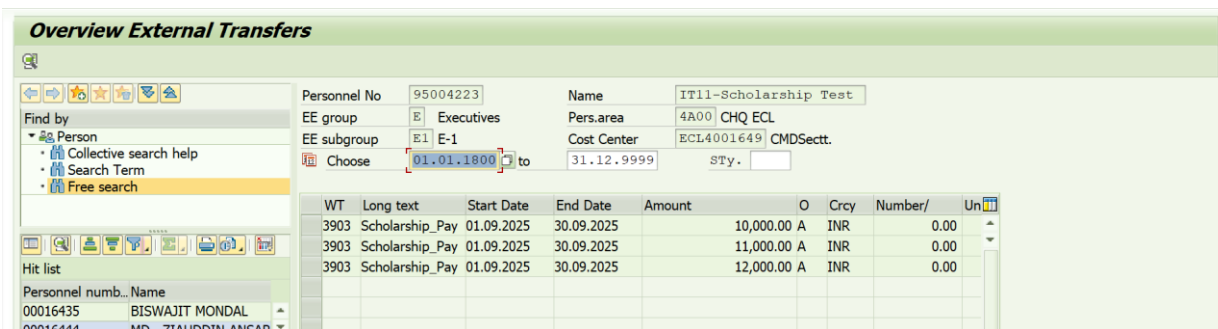 Overview External Transfers
Personnel No 95004223 Name IT11-Scholarship Test
EE group E Executives Pers.area 4A00 CHQ ECL
EE subgroup E1 E-1 Cost Center ECL4001649 CMDSectt.
Choose 01.01.1800 to 31.12.9999 STy.
Find by
Person
Collective search help
Search Term
Free search
WT Long text Start Date End Date Amount O Crcy Number/ Un
3903 Scholarship_Pay 01.09.2025 30.09.2025 10,000.00 A INR 0.00
3903 Scholarship_Pay 01.09.2025 30.09.2025 11,000.00 A INR 0.00
3903 Scholarship_Pay 01.09.2025 30.09.2025 12,000.00 A INR 0.00
Hit list
Personnel numb... Name
00016435 BISWAJIT MONDAL
00016444 MD ZIAUDDIN ANSAR